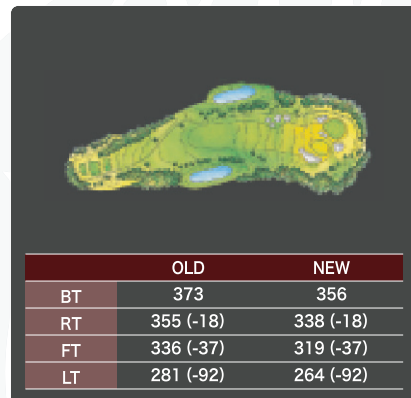 OLD NEW
BT 373 356
RT 355 (-18) 338 (-18)
FT 336 (-37) 319 (-37)
LT 281 (-92) 264 (-92)